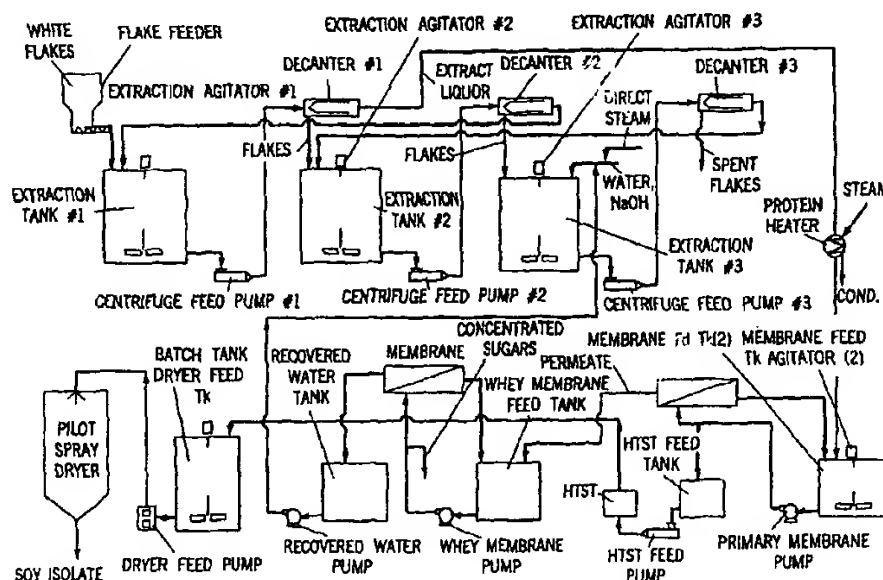 WHITE
FLAKES
FLAKE FEEDER
EXTRACTION AGITATOR #1
EXTRACTION AGITATOR #2
EXTRACTION AGITATOR #3
DECANTER #1
EXTRACT
LIQUOR
DECANTER #2
DIRECT
STEAM
DECANTER #3
FLAKES
FLAKES
SPENT
FLAKES
WATER,
NaOH
STEAM
PROTEIN
HEATER
COND.
EXTRACTION
TANK #1
EXTRACTION
TANK #2
EXTRACTION
TANK #3
CENTRIFUGE FEED PUMP #1
CENTRIFUGE FEED PUMP #2
CENTRIFUGE FEED PUMP #3
BATCH TANK
DRYER FEED
Tk
RECOVERED
WATER
TANK
MEMBRANE
CONCENTRATED
SUGARS
PERMEATE
WHEY MEMBRANE
FEED TANK
MEMBRANE Fd Tk(2)
MEMBRANE FEED
Tk AGITATOR (2)
PILOT
SPRAY
DRYER
HTST FEED
TANK
HTST
SOY ISOLATE
DRYER FEED PUMP
RECOVERED WATER
PUMP
WHEY MEMBRANE
PUMP
HTST FEED
PUMP
PRIMARY MEMBRANE
PUMP